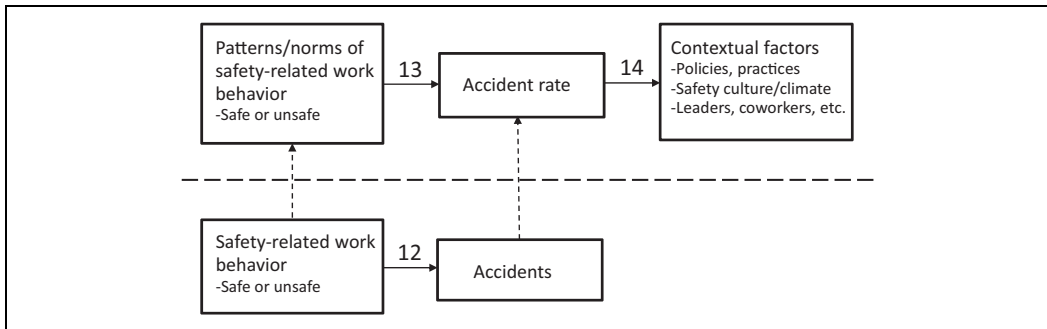 Patterns/norms of
safety-related work
behavior
-Safe or unsafe
13
Accident rate
14
Contextual factors
-Policies, practices
-Safety culture/climate
-Leaders, coworkers, etc.
Safety-related work
behavior
-Safe or unsafe
12
Accidents